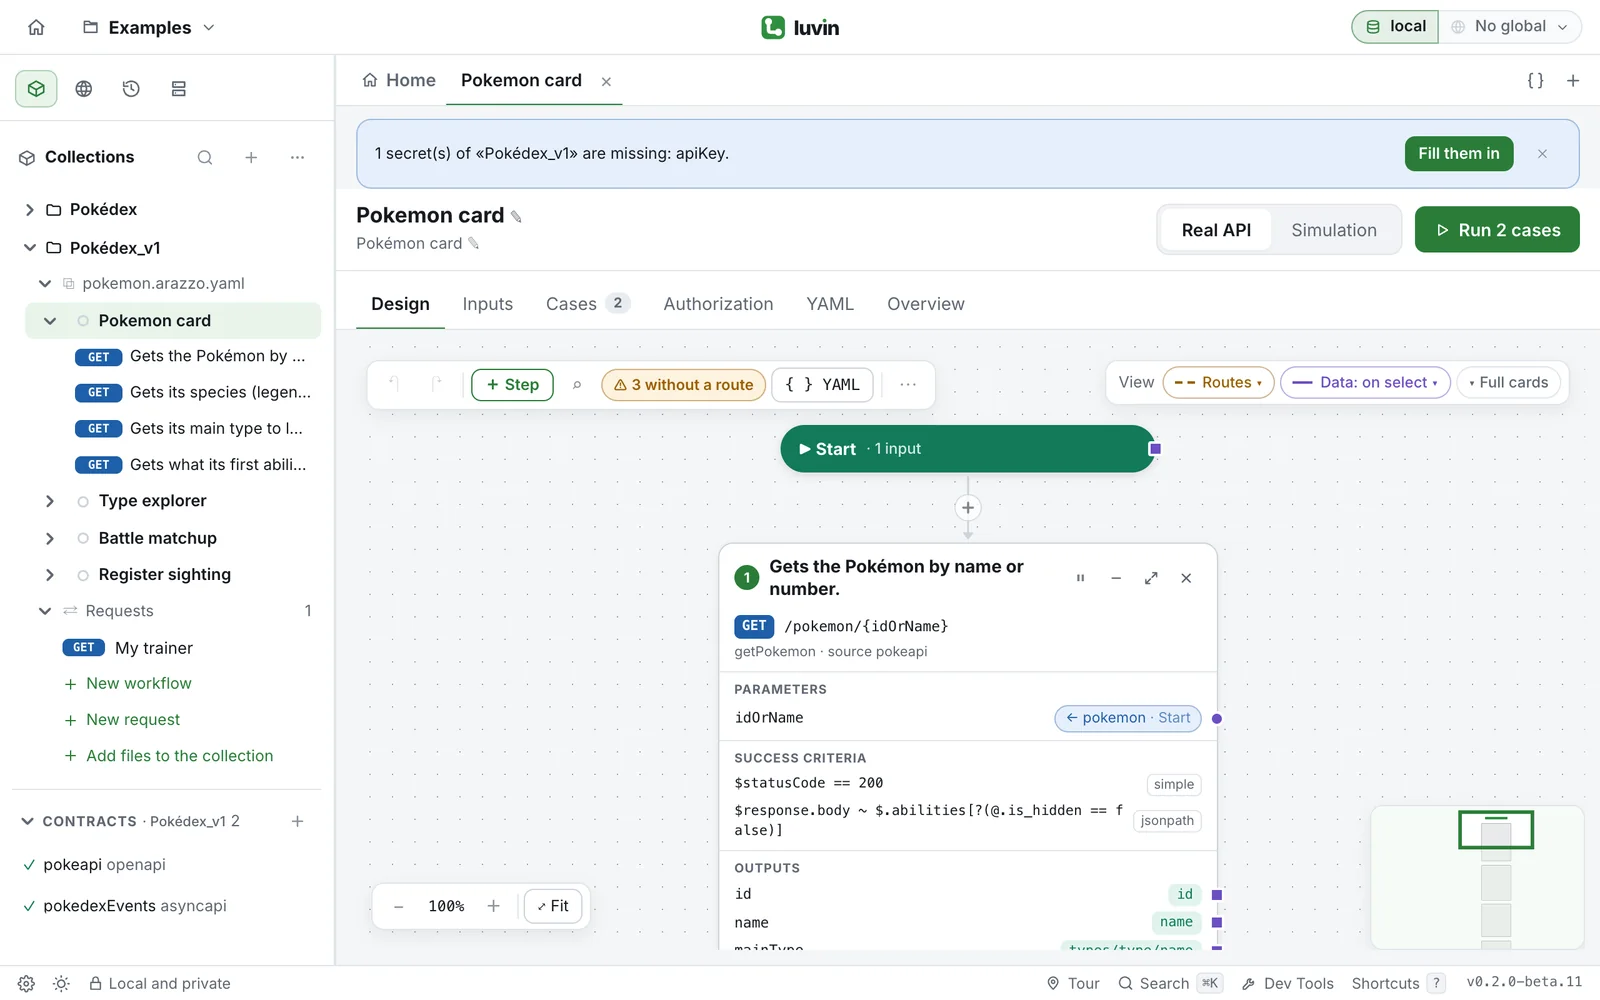 Examples
luvin
local
No global
Home
Pokemon card
{}
Collections
1 secret(s) of «Pokédex_v1» are missing: apiKey.
Fill them in
Pokédex
Pokédex_v1
pokemon.arazzo.yaml
Pokemon card
GET Gets the Pokémon by ...
GET Gets its species (legen...
GET Gets its main type to l...
GET Gets what its first abili...
Type explorer
Battle matchup
Register sighting
Requests 1
GET My trainer
+ New workflow
+ New request
+ Add files to the collection
CONTRACTS · Pokédex_v1 2
pokeapi openapi
pokedexEvents asyncapi
Pokemon card
Pokémon card
Real API
Simulation
Run 2 cases
Design
Inputs
Cases 2
Authorization
YAML
Overview
+ Step
3 without a route
{ } YAML
View
Routes
Data: on select
Full cards
Start · 1 input
1 Gets the Pokémon by name or
number.
GET /pokemon/{idOrName}
getPokemon · source pokeapi
PARAMETERS
idOrName ← pokemon · Start
SUCCESS CRITERIA
$statusCode == 200 simple
$response.body ~ $.abilities[?(@.is_hidden == f
alse)] jsonpath
OUTPUTS
id id
name name
mainType types/type/name
− 100% +
Fit
Local and private
Tour
Search ⌘K
Dev Tools
Shortcuts ?
v0.2.0-beta.11